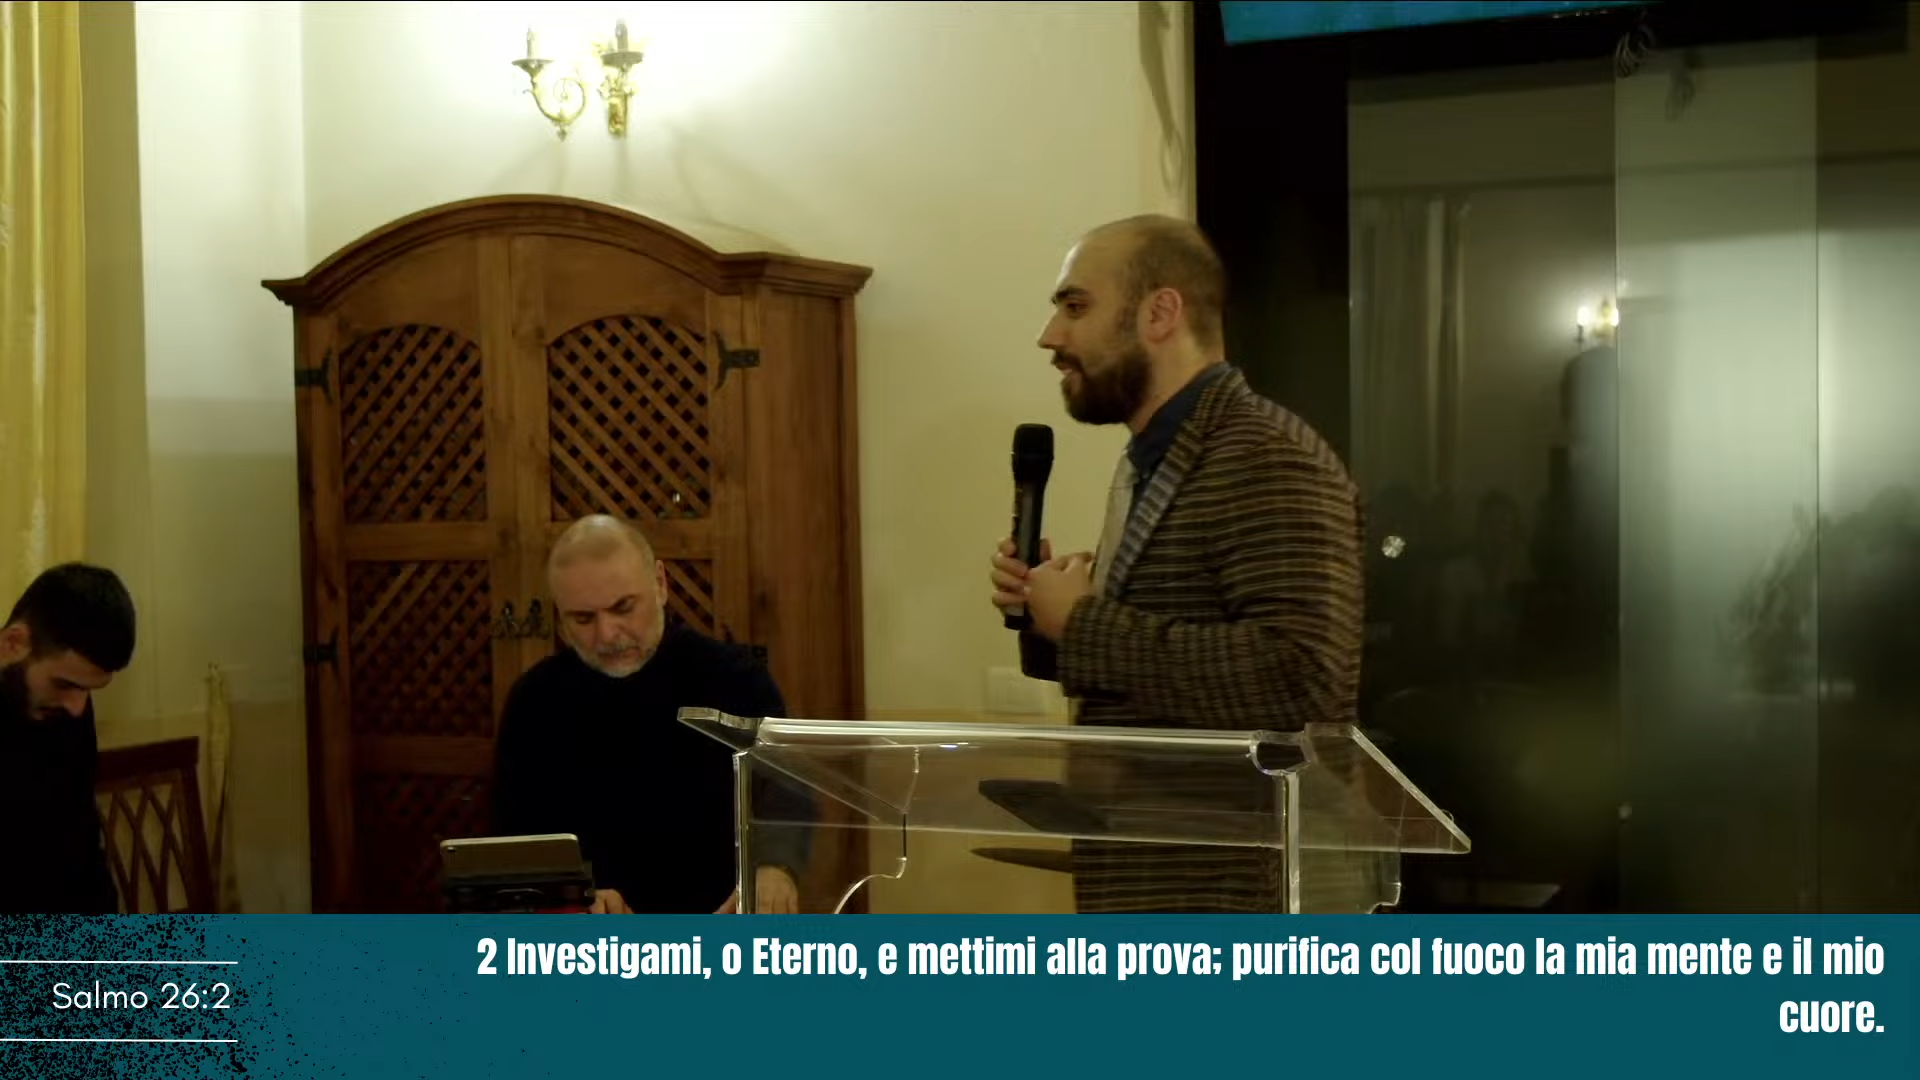 2 Investigami, o Eterno, e mettimi alla prova; purifica col fuoco la mia mente e il mio
cuore.
Salmo 26:2